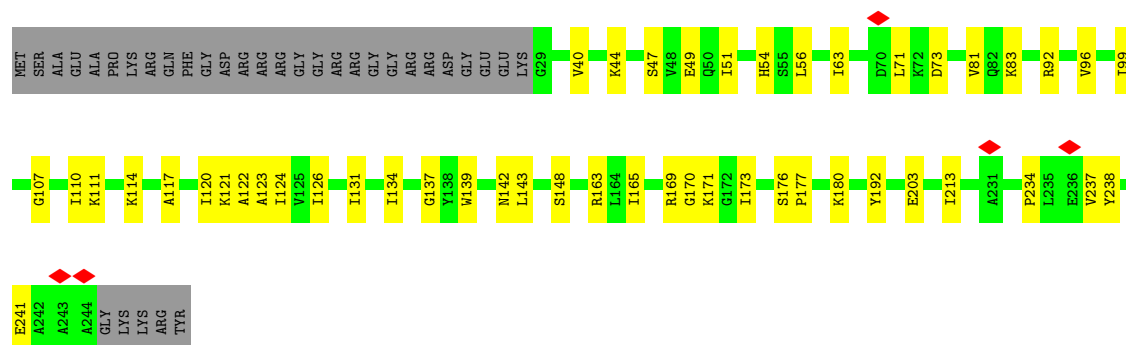 MET SER ALA GLU ALA PRO LYS ARG GLN PHE GLY ASP ARG ARG ARG GLY GLY ARG ARG GLY GLY ARG ARG ASP GLY GLU GLU LYS G29 V40 K44 S47 V48 E49 Q50 I51 H54 S55 L56 I63 D70 L71 K72 D73 V81 Q82 K83 R92 V96 I99
G107 I110 K111 K114 A117 I120 K121 A122 A123 I124 V125 I126 I131 I134 G137 Y138 W139 N142 L143 S148 R163 L164 I165 R169 G170 K171 G172 I173 S176 P177 K180 Y192 E203 I213 A231 P234 L235 E236 V237 Y238
E241 A242 A243 A244 GLY LYS LYS ARG TYR